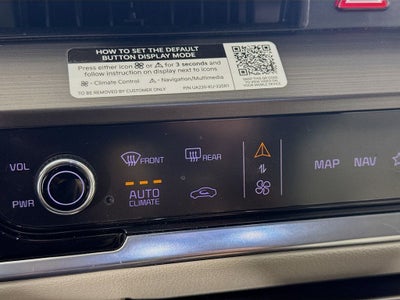 HOW TO SET THE DEFAULT
BUTTON DISPLAY MODE
Press either icon or for 3 seconds and
follow instruction on display next to icons
- Climate Control - Navigation/Multimedia
TO BE REMOVED BY CUSTOMER ONLY
VOL
FRONT
REAR
MAP NAV
AUTO
CLIMATE
PWR